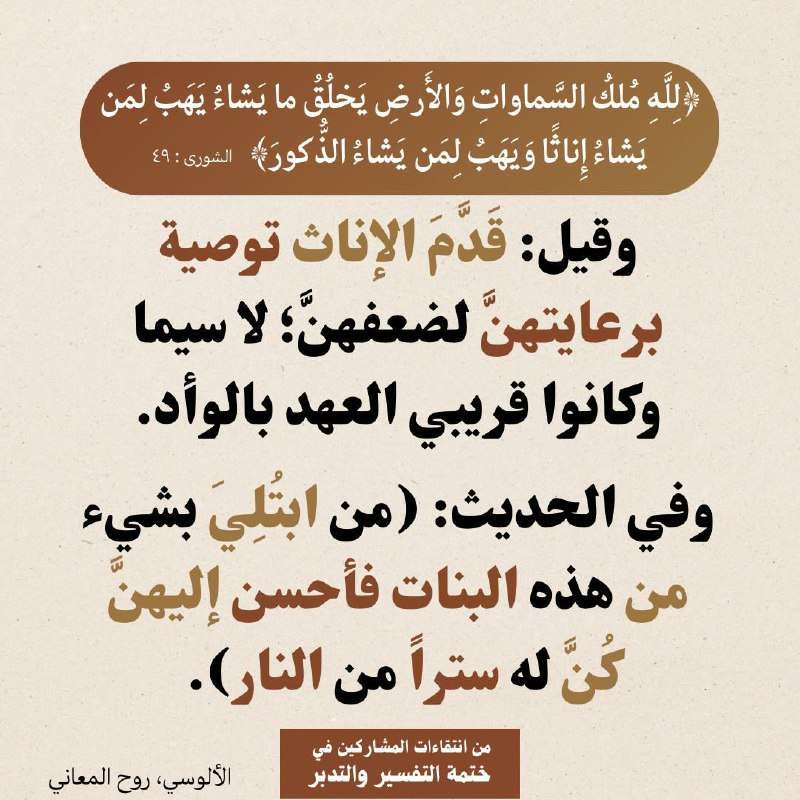 ﴿لِلَّهِ مُلكُ السَّماواتِ وَالأَرضِ يَخلُقُ ما يَشاءُ يَهَبُ لِمَن
يَشاءُ إِناثًا وَيَهَبُ لِمَن يَشاءُ الذُّكورَ﴾ الشورى : ٤٩
وقيل: قَدَّمَ الإناث توصية
برعايتهنَّ لضعفهنَّ؛ لا سيما
وكانوا قريبي العهد بالوأد.
وفي الحديث: (من ابتُلِيَ بشيء
من هذه البنات فأحسن إليهنَّ
كُنَّ له ستراً من النار).
من انتقاءات المشاركين في
ختمة التفسير والتدبر
الألوسي، روح المعاني